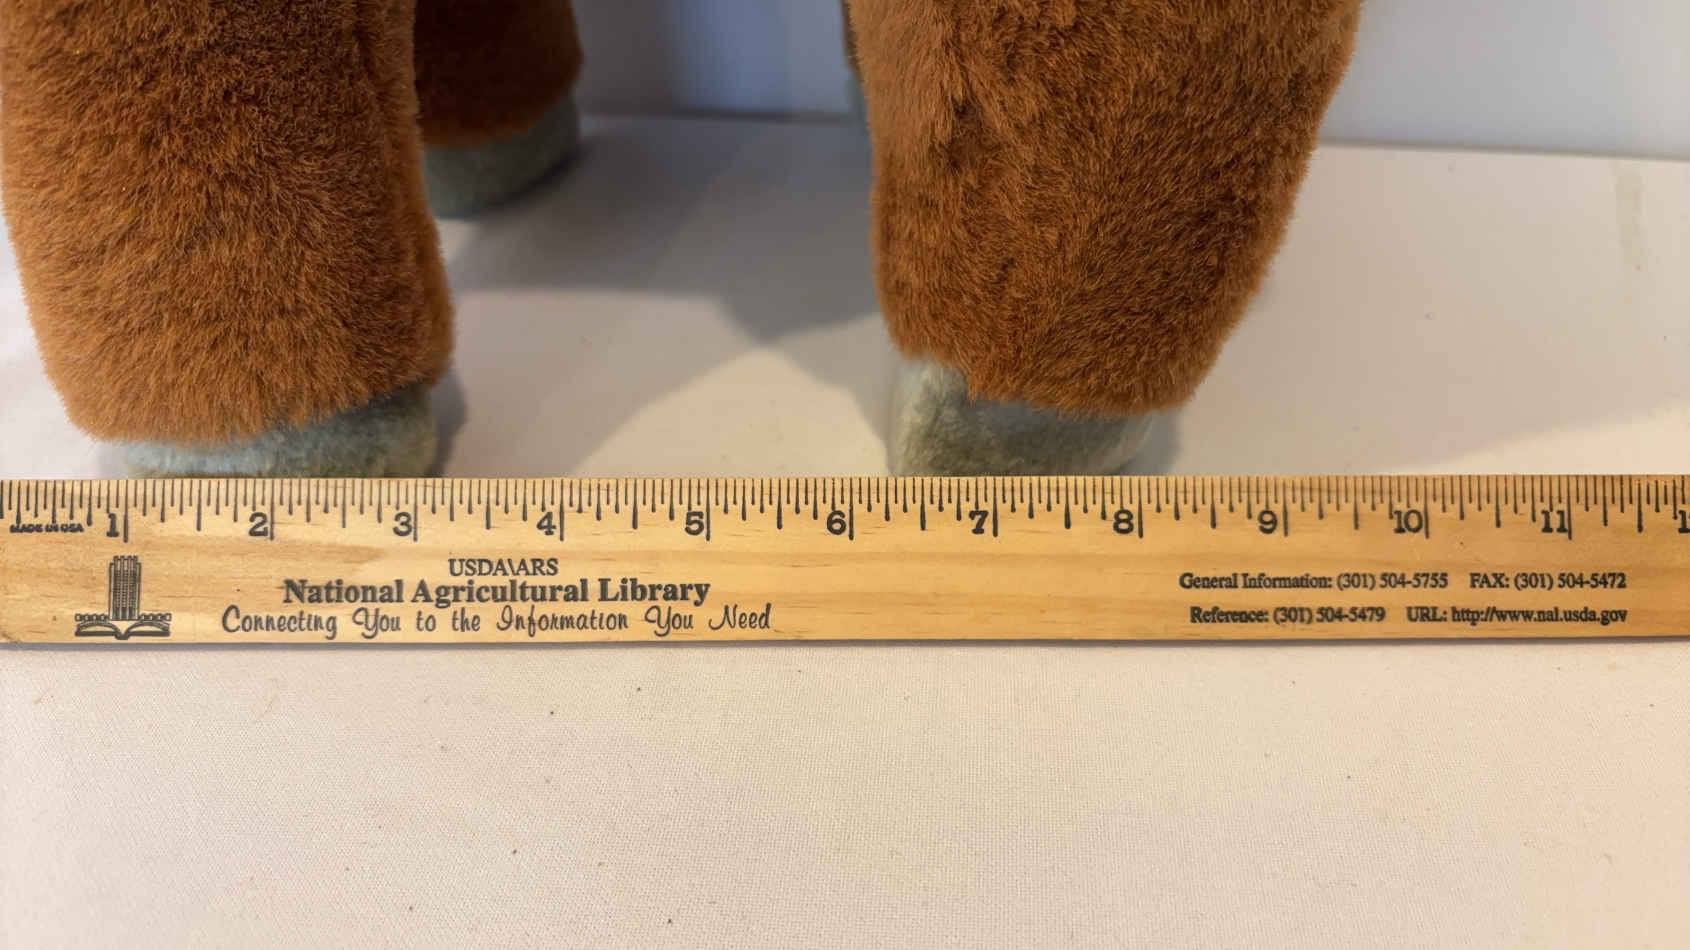 1 2 3 4 5 6 7 8 9 10 11
MADE IN USA
USDA\ARS
National Agricultural Library
Connecting You to the Information You Need
General Information: (301) 504-5755 FAX: (301) 504-5472
Reference: (301) 504-5479 URL: http://www.nal.usda.gov